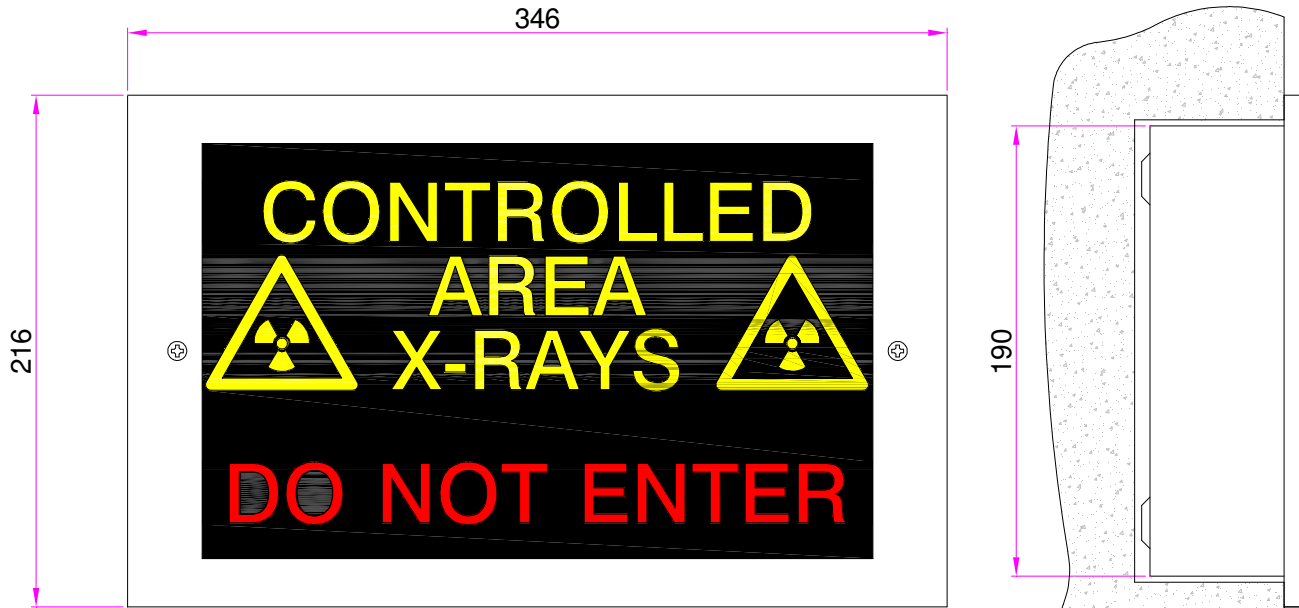 346
216
CONTROLLED
AREA
X-RAYS
DO NOT ENTER
190